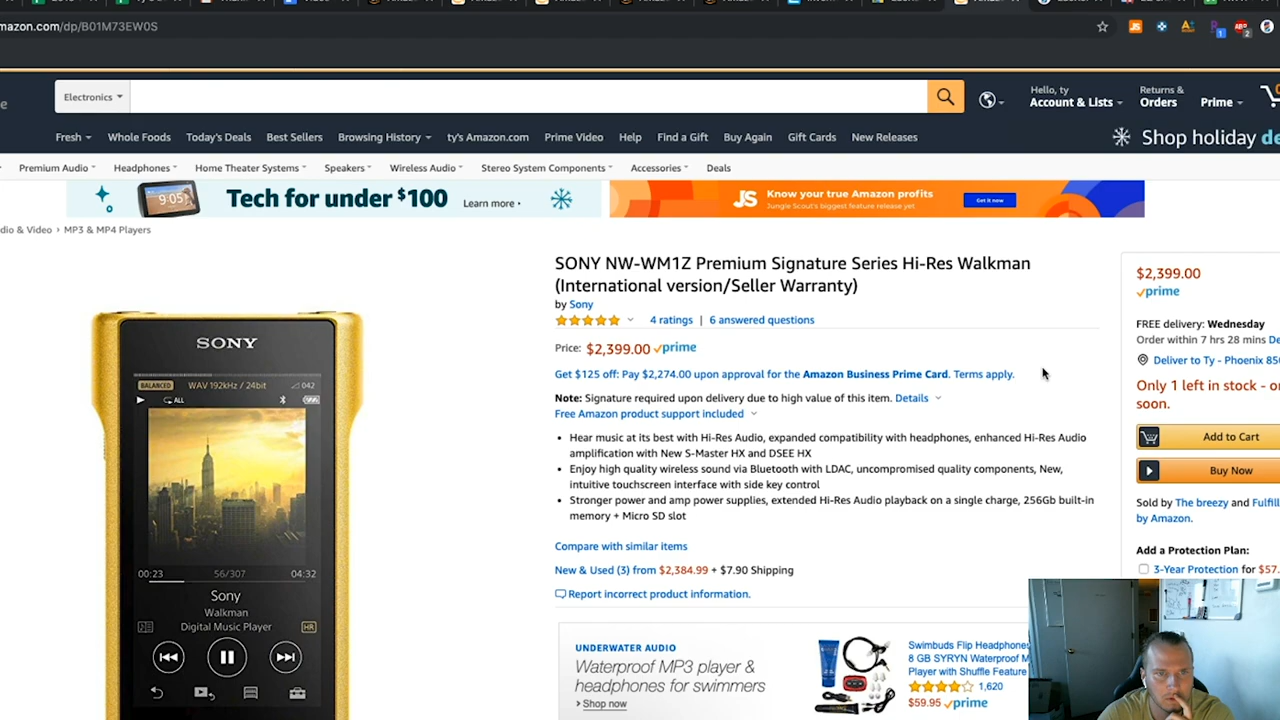 mazon.com/dp/B01M73EW0S
Electronics
Hello, ty
Account & Lists
Returns &
Orders
Prime
Fresh
Whole Foods
Today's Deals
Best Sellers
Browsing History
ty's Amazon.com
Prime Video
Help
Find a Gift
Buy Again
Gift Cards
New Releases
Shop holiday de
Premium Audio
Headphones
Home Theater Systems
Speakers
Wireless Audio
Stereo System Components
Accessories
Deals
9:05
Tech for under $100
Learn more ›
JS
Know your true Amazon profits
Jungle Scout's biggest feature release yet
Get it now
dio & Video › MP3 & MP4 Players
SONY NW-WM1Z Premium Signature Series Hi-Res Walkman
(International version/Seller Warranty)
by Sony
4 ratings | 6 answered questions
Price: $2,399.00 prime
Get $125 off: Pay $2,274.00 upon approval for the Amazon Business Prime Card. Terms apply.
Note: Signature required upon delivery due to high value of this item. Details
Free Amazon product support included
• Hear music at its best with Hi-Res Audio, expanded compatibility with headphones, enhanced Hi-Res Audio
amplification with New S-Master HX and DSEE HX
• Enjoy high quality wireless sound via Bluetooth with LDAC, uncompromised quality components, New,
intuitive touchscreen interface with side key control
• Stronger power and amp power supplies, extended Hi-Res Audio playback on a single charge, 256Gb built-in
memory + Micro SD slot
Compare with similar items
New & Used (3) from $2,384.99 + $7.90 Shipping
Report incorrect product information.
UNDERWATER AUDIO
Waterproof MP3 player &
headphones for swimmers
› Shop now
Swimbuds Flip Headphone
8 GB SYRYN Waterproof M
Player with Shuffle Feature
1,620
$59.95 prime
$2,399.00
prime
FREE delivery: Wednesday
Order within 7 hrs 28 mins De
Deliver to Ty - Phoenix 850
Only 1 left in stock - o
soon.
Add to Cart
Buy Now
Sold by The breezy and Fulfill
by Amazon.
Add a Protection Plan:
3-Year Protection for $57.
SONY
BALANCED
WAV 192kHz / 24bit
042
ALL
00:23
56/307
04:32
Sony
Walkman
Digital Music Player
HR